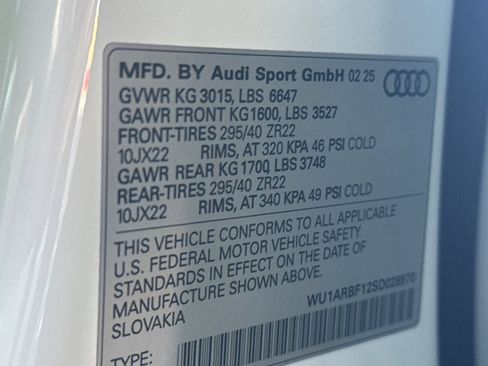 MFD. BY Audi Sport GmbH 02 25
GVWR KG 3015, LBS 6647
GAWR FRONT KG1600, LBS 3527
FRONT-TIRES 295/40 ZR22
10JX22 RIMS, AT 320 KPA 46 PSI COLD
GAWR REAR KG 1700, LBS 3748
REAR-TIRES 295/40 ZR22
10JX22 RIMS, AT 340 KPA 49 PSI COLD
THIS VEHICLE CONFORMS TO ALL APPLICABLE
U.S. FEDERAL MOTOR VEHICLE SAFETY
STANDARDS IN EFFECT ON THE DATE OF
MANUFACTURE SHOWN ABOVE.
SLOVAKIA WU1ARBF12SD028970
TYPE: